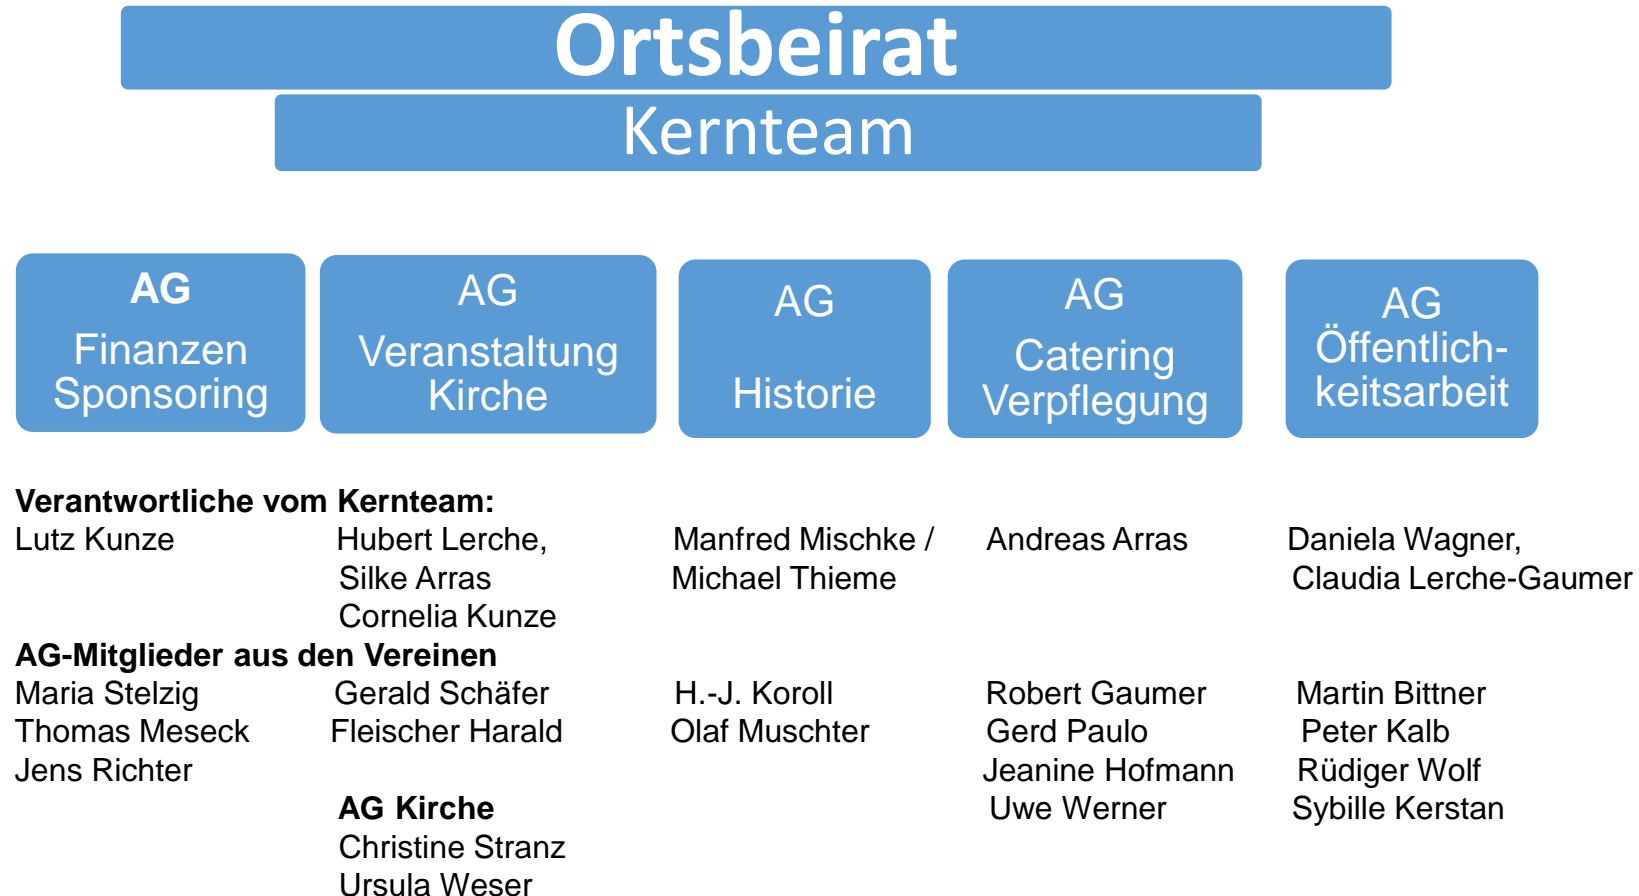 Ortsbeirat
Kernteam
AG
Finanzen
Sponsoring
AG
Veranstaltung
Kirche
AG
Historie
AG
Catering
Verpflegung
AG
Öffentlich-
keitsarbeit
Verantwortliche vom Kernteam:
Lutz Kunze Hubert Lerche, Manfred Mischke / Andreas Arras Daniela Wagner,
Silke Arras Michael Thieme Claudia Lerche-Gaumer
Cornelia Kunze
AG-Mitglieder aus den Vereinen
Maria Stelzig Gerald Schäfer H.-J. Koroll Robert Gaumer Martin Bittner
Thomas Meseck Fleischer Harald Olaf Muschter Gerd Paulo Peter Kalb
Jens Richter Jeanine Hofmann Rüdiger Wolf
AG Kirche Uwe Werner Sybille Kerstan
Christine Stranz
Ursula Weser